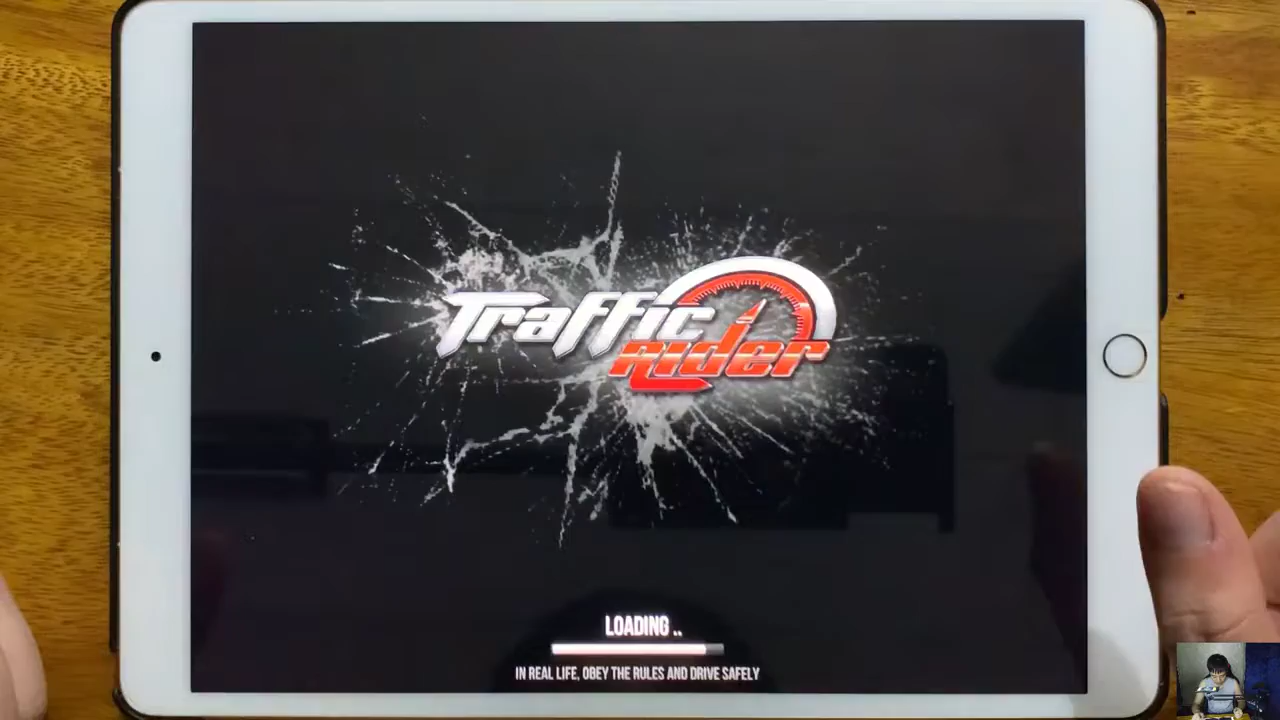 Traffic
Rider
LOADING ..
IN REAL LIFE, OBEY THE RULES AND DRIVE SAFELY